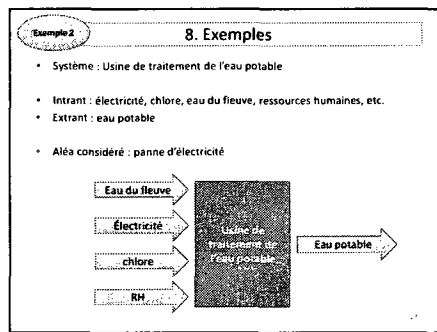 Exemple 2
8. Exemples
• Système : Usine de traitement de l'eau potable
• Intrant : électricité, chlore, eau du fleuve, ressources humaines, etc.
• Extrant : eau potable
• Aléa considéré : panne d'électricité
Eau du fleuve
Électricité
chlore
RH
Usine de
traitement de
l'eau potable
Eau potable